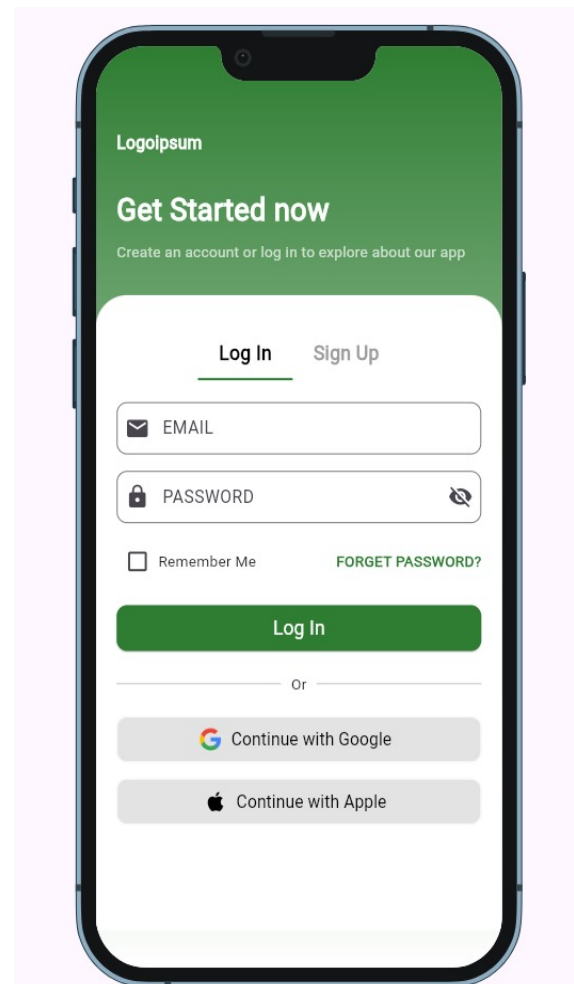 Logoipsum
Get Started now
Create an account or log in to explore about our app
Log In Sign Up
EMAIL
PASSWORD
Remember Me FORGET PASSWORD?
Log In
Or
Continue with Google
Continue with Apple